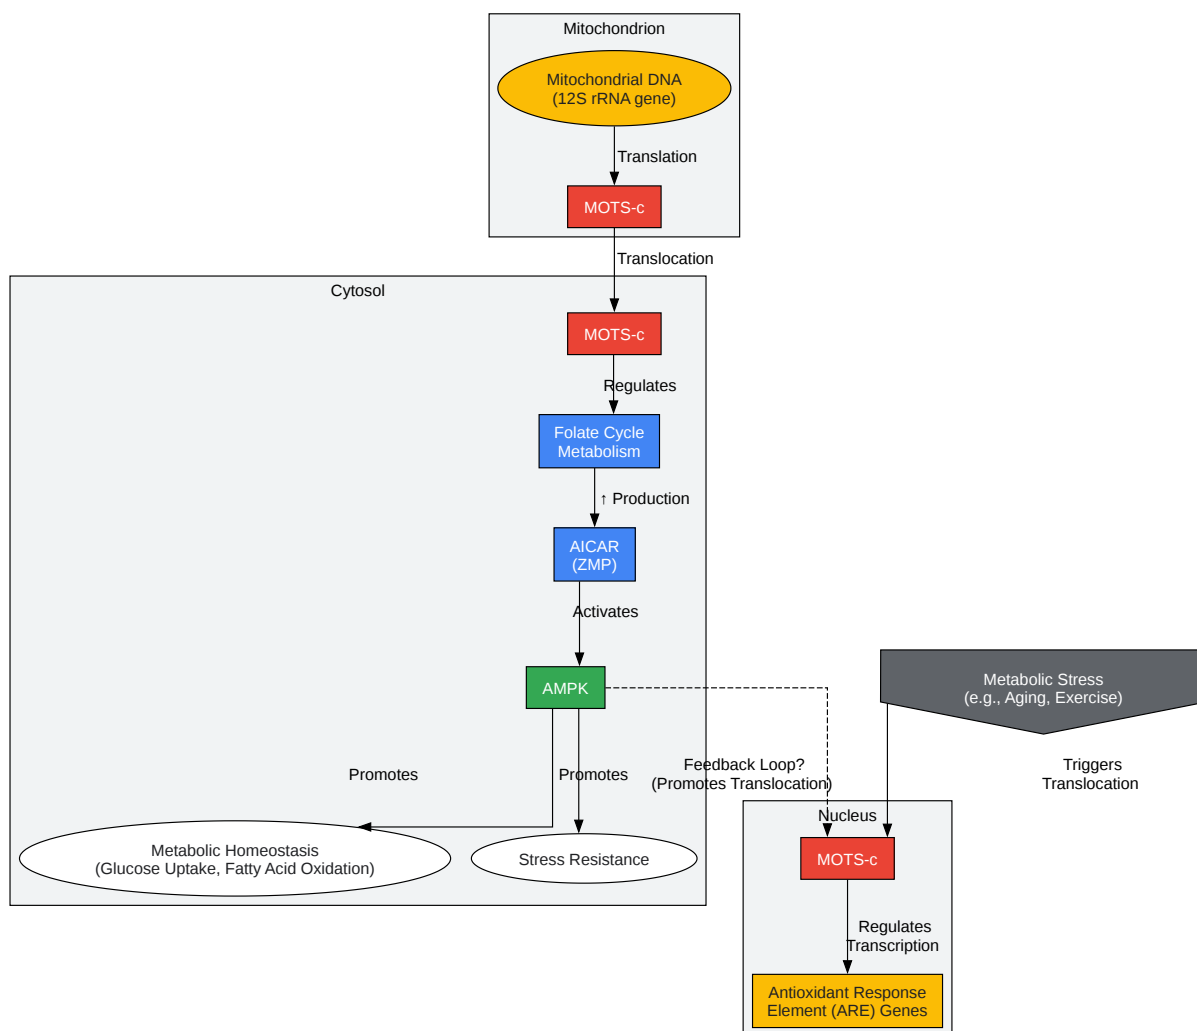 Mitochondrion
Mitochondrial DNA
(12S rRNA gene)
Translation
MOTS-c
Translocation
Cytosol
MOTS-c
Regulates
Folate Cycle
Metabolism
↑ Production
AICAR
(ZMP)
Activates
AMPK
Metabolic Stress
(e.g., Aging, Exercise)
Promotes
Promotes
Feedback Loop?
(Promotes Translocation)
Triggers
Translocation
Nucleus
Metabolic Homeostasis
(Glucose Uptake, Fatty Acid Oxidation)
Stress Resistance
MOTS-c
Regulates
Transcription
Antioxidant Response
Element (ARE) Genes